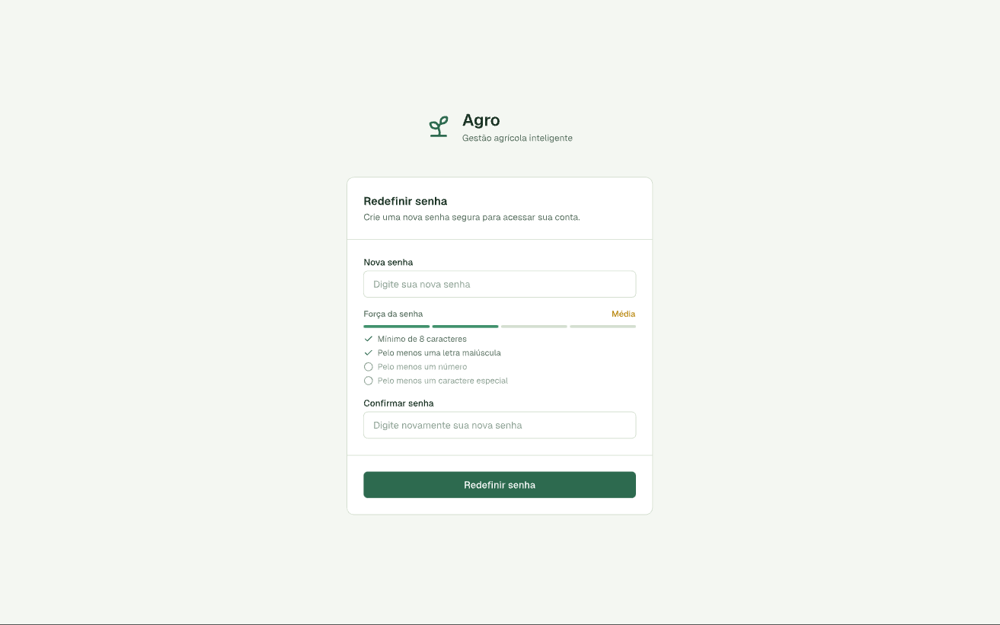 Agro
Gestão agrícola inteligente
Redefinir senha
Crie uma nova senha segura para acessar sua conta.
Nova senha
Digite sua nova senha
Força da senha Média
Mínimo de 8 caracteres
Pelo menos uma letra maiúscula
Pelo menos um número
Pelo menos um caractere especial
Confirmar senha
Digite novamente sua nova senha
Redefinir senha